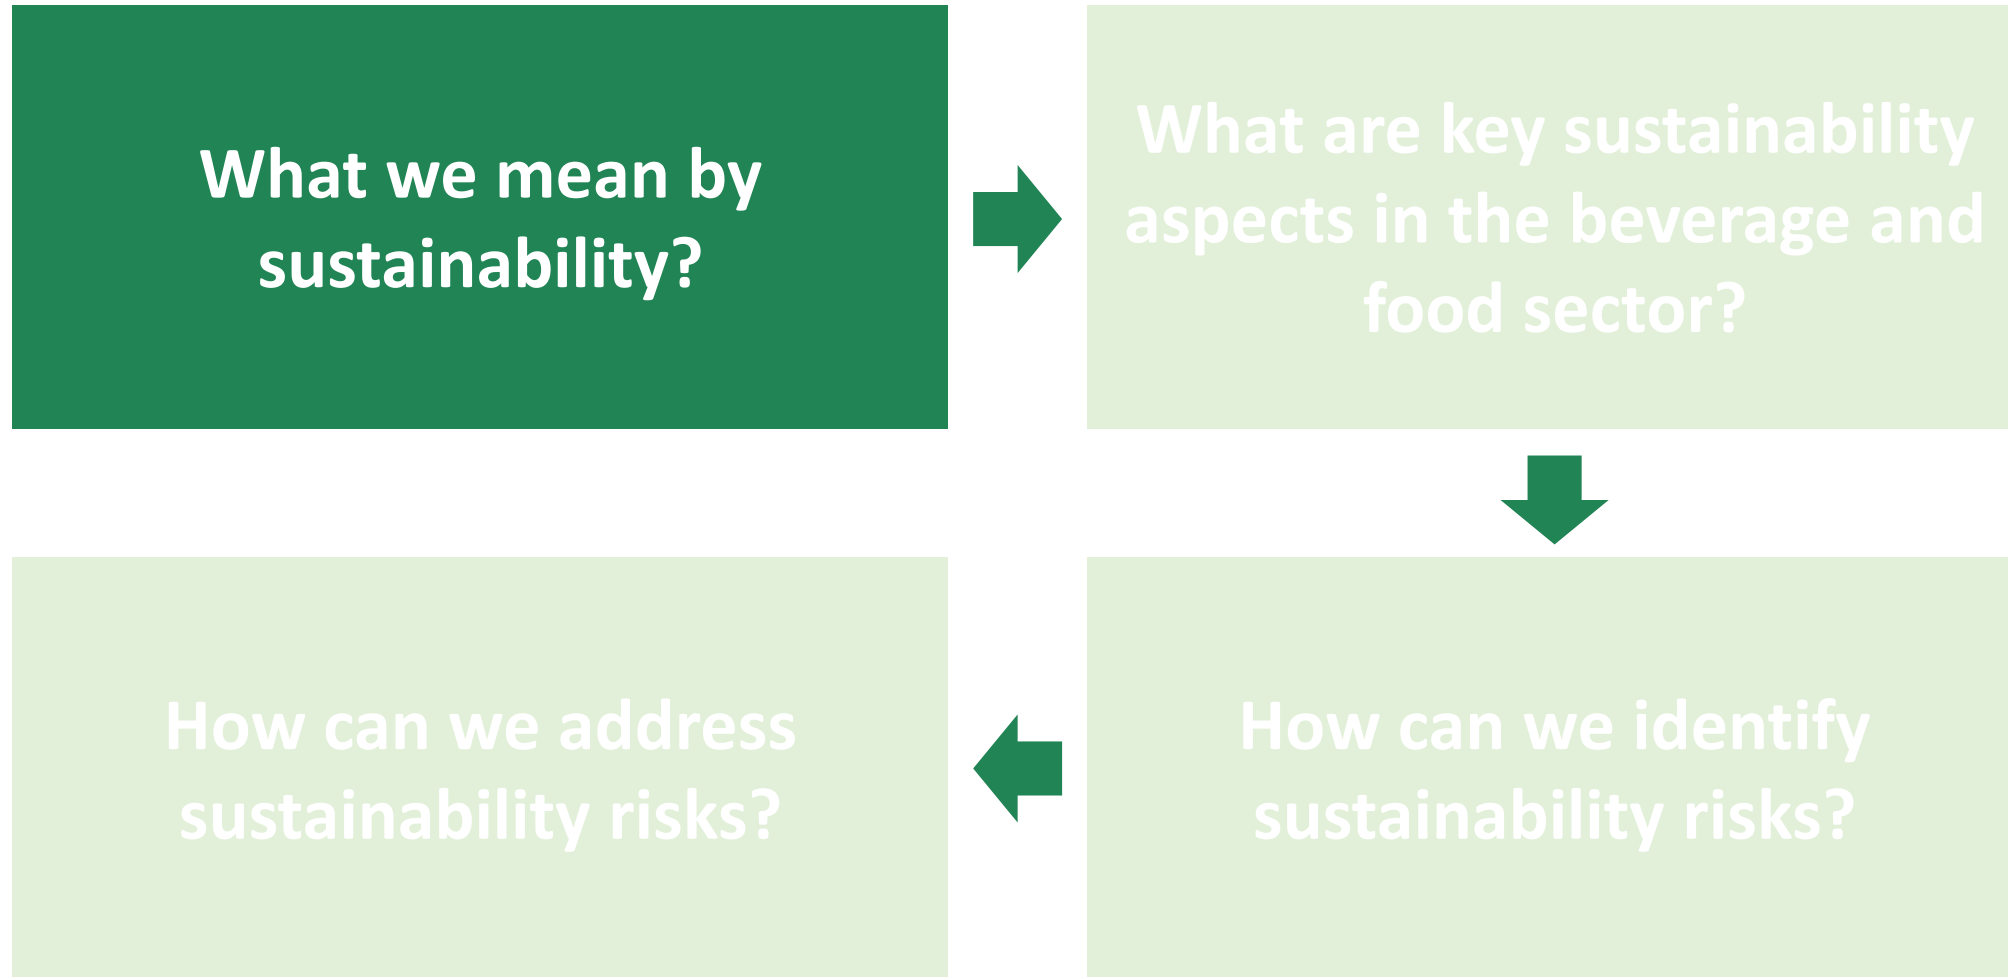 What we mean by
sustainability?
What are key sustainability
aspects in the beverage and
food sector?
How can we identify
sustainability risks?
How can we address
sustainability risks?